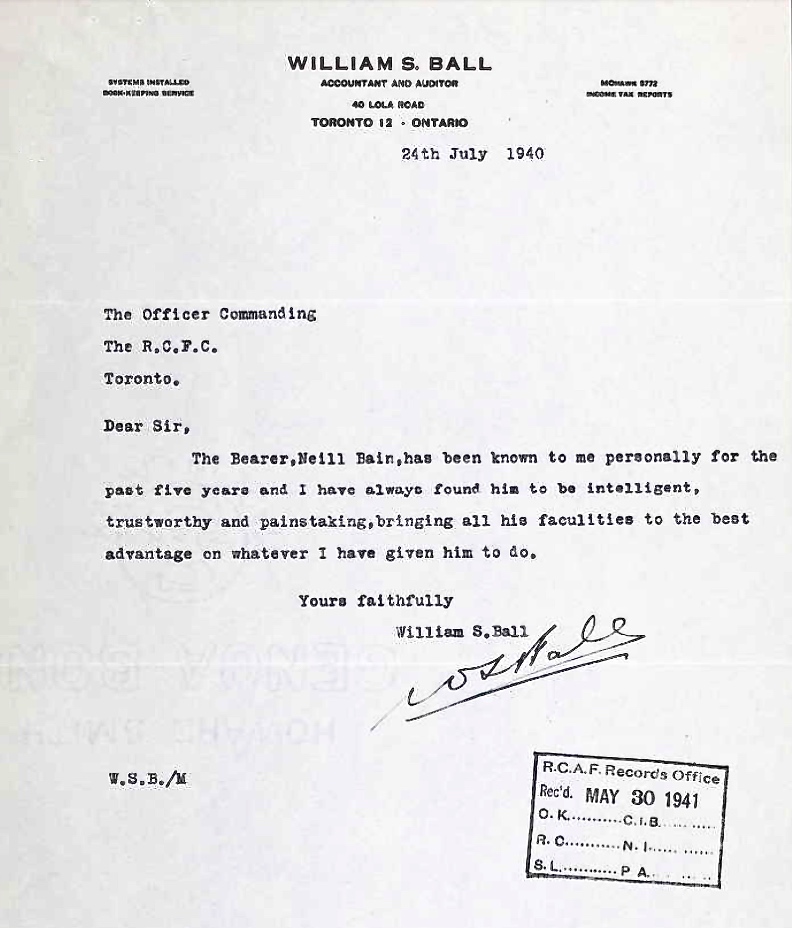 WILLIAM S. BALL
SYSTEMS INSTALLED
BOOK-KEEPING SERVICE
ACCOUNTANT AND AUDITOR
MOHAWK 5772
INCOME TAX REPORTS
40 LOLA ROAD
TORONTO 12 - ONTARIO
24th July 1940
The Officer Commanding
The R.C.F.C.
Toronto.
Dear Sir,
The Bearer,Neill Bain,has been known to me personally for the
past five years and I have always found him to be intelligent,
trustworthy and painstaking,bringing all his faculities to the best
advantage on whatever I have given him to do.
Yours faithfully
William S.Ball
WSBall
W.S.B./M
R.C.A.F. Records Office
Rec'd. MAY 30 1941
O.K...........C.I.B...........
R.C...........N.I...........
S.L...........P A...........